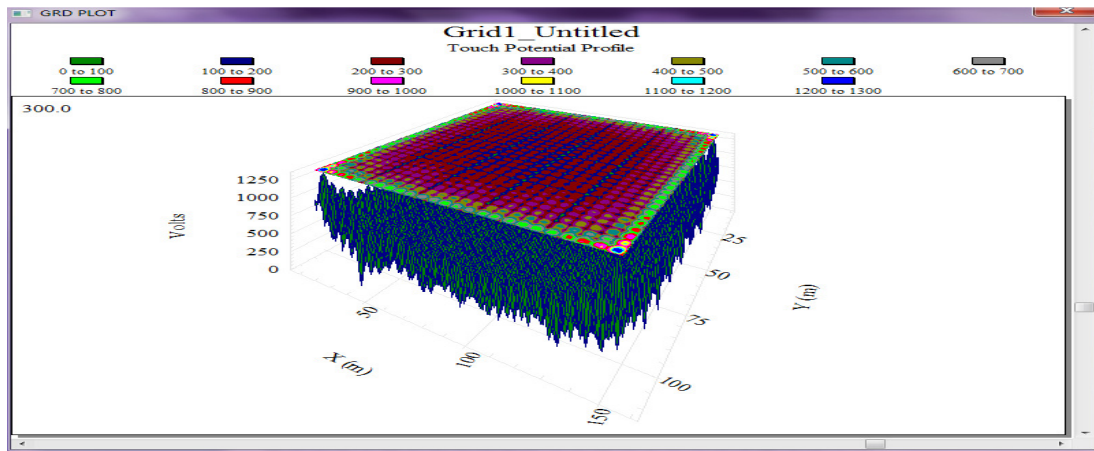 GRD PLOT
Grid1_Untitled
Touch Potential Profile
0 to 100 100 to 200 200 to 300 300 to 400 400 to 500 500 to 600 600 to 700
700 to 800 800 to 900 900 to 1000 1000 to 1100 1100 to 1200 1200 to 1300
300.0
1250
1000
750
500
250
0
Volts
50
100
150
X (m)
25
50
75
100
Y (m)